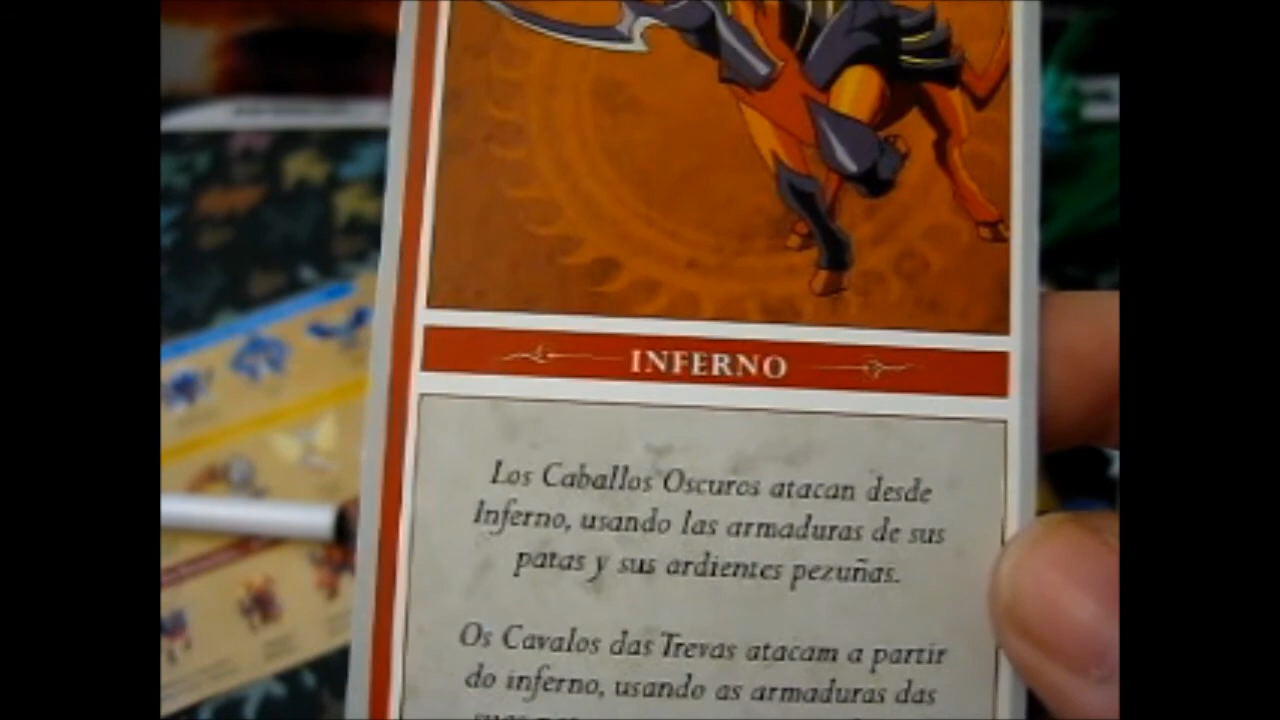 INFERNO
Los Caballos Oscuros atacan desde
Inferno, usando las armaduras de sus
patas y sus ardientes pezuñas.
Os Cavalos das Trevas atacam a partir
do inferno, usando as armaduras das